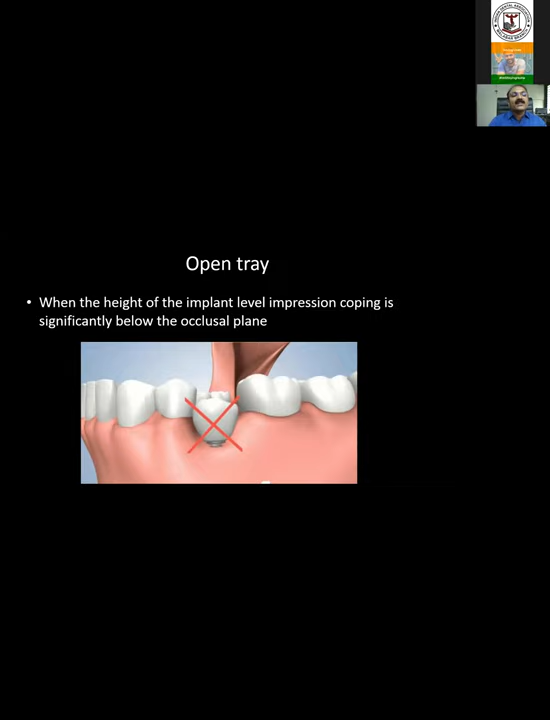 Open tray
• When the height of the implant level impression coping is
significantly below the occlusal plane